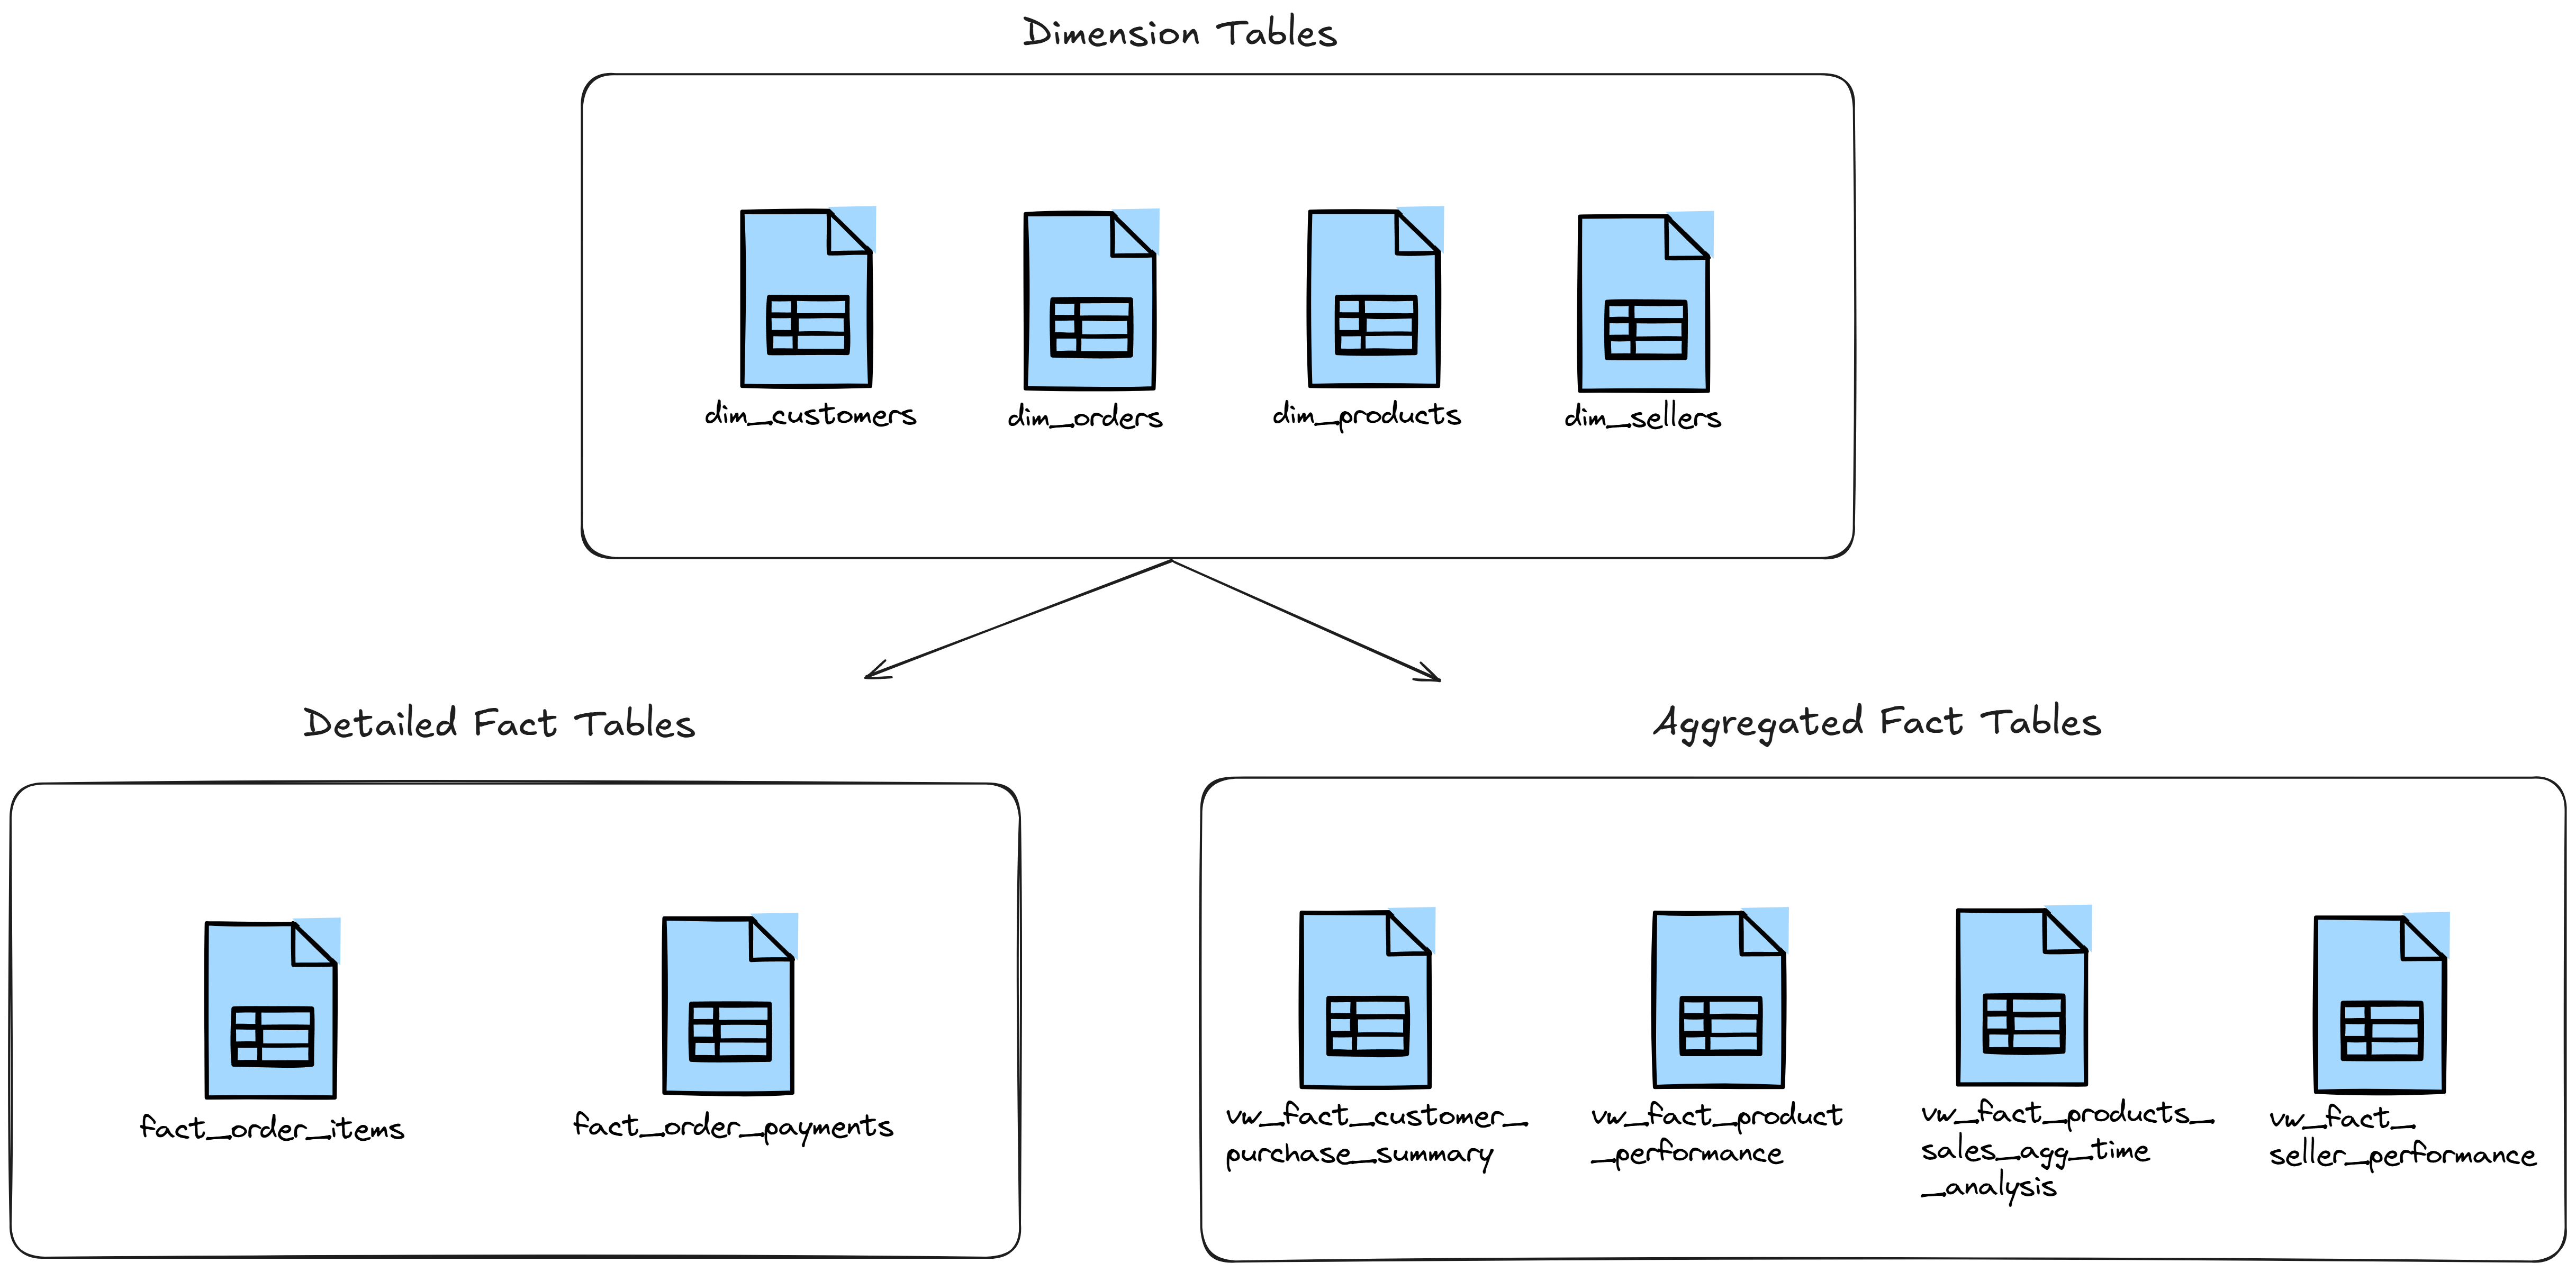 Dimension Tables
dim_customers
dim_orders
dim_products
dim_sellers
Detailed Fact Tables
Aggregated Fact Tables
fact_order_items
fact_order_payments
vw_fact_customer_
purchase_summary
vw_fact_product
_performance
vw_fact_products_
sales_agg_time
_analysis
vw_fact_
seller_performance